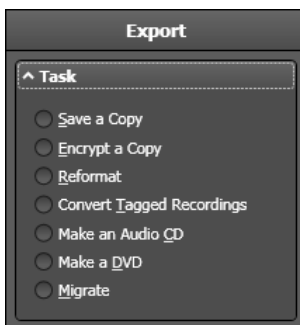 Export
Task
Save a Copy
Encrypt a Copy
Reformat
Convert Tagged Recordings
Make an Audio CD
Make a DVD
Migrate